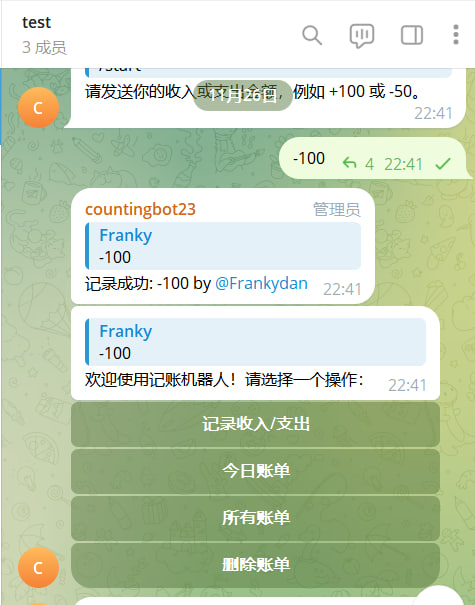 test
3 成员
/start
请发送你的收入或支出金额，例如 +100 或 -50。
11月26日
C
22:41
-100
4 22:41
countingbot23 管理员
Franky
-100
记录成功: -100 by @Frankydan
22:41
Franky
-100
欢迎使用记账机器人！请选择一个操作：
22:41
记录收入/支出
今日账单
所有账单
删除账单
C